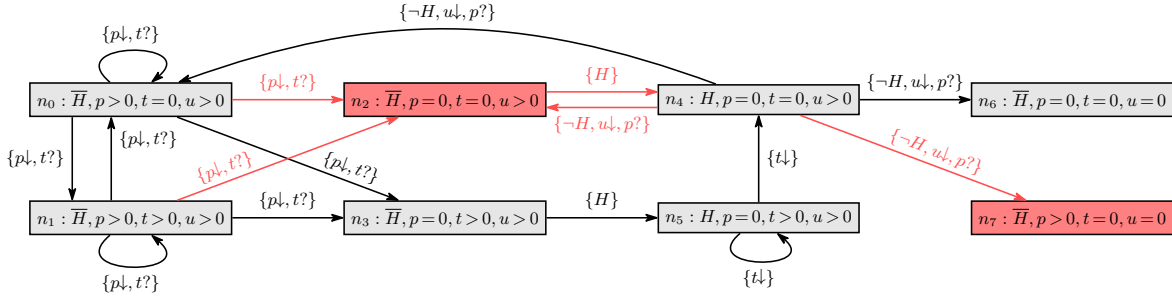 {¬H, u↓, p?}
{p↓, t?}
{p↓, t?}
{H}
{¬H, u↓, p?}
n₀ : H̅, p > 0, t = 0, u > 0
n₂ : H̅, p = 0, t = 0, u > 0
n₄ : H, p = 0, t = 0, u > 0
n₆ : H̅, p = 0, t = 0, u = 0
{¬H, u↓, p?}
{p↓, t?}
{p↓, t?}
{p↓, t?}
{p↓, t?}
{t↓}
{¬H, u↓, p?}
{p↓, t?}
{H}
n₁ : H̅, p > 0, t > 0, u > 0
n₃ : H̅, p = 0, t > 0, u > 0
n₅ : H, p = 0, t > 0, u > 0
n₇ : H̅, p > 0, t = 0, u = 0
{p↓, t?}
{t↓}